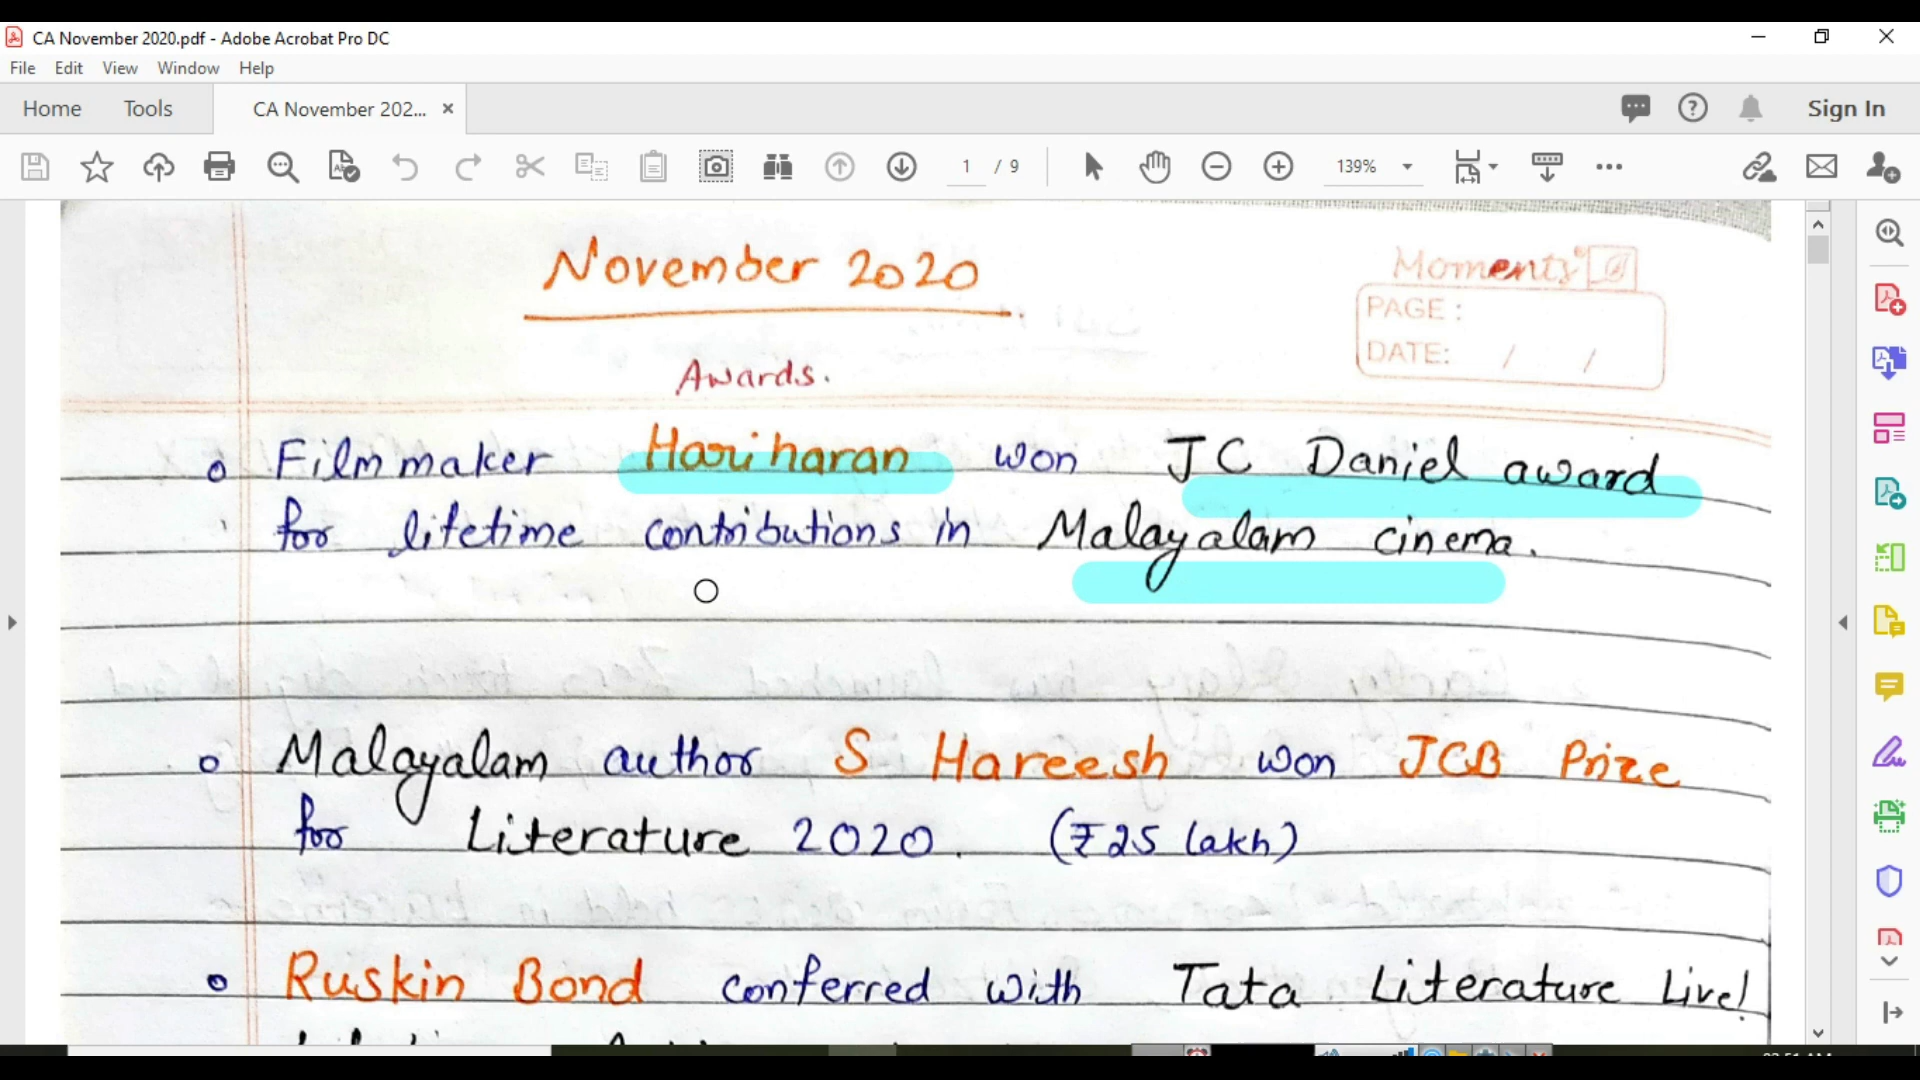 CA November 2020.pdf - Adobe Acrobat Pro DC
File Edit View Window Help
Home Tools CA November 202... × Sign In
1 / 9 139%
November 2020
Moments
PAGE :
DATE: / /
Awards.
Filmmaker Hariharan won JC Daniel award
for lifetime contributions in Malayalam cinema.
Malayalam author S Hareesh won JCB Prize
for Literature 2020. (₹25 lakh)
Ruskin Bond conferred with Tata Literature Live!